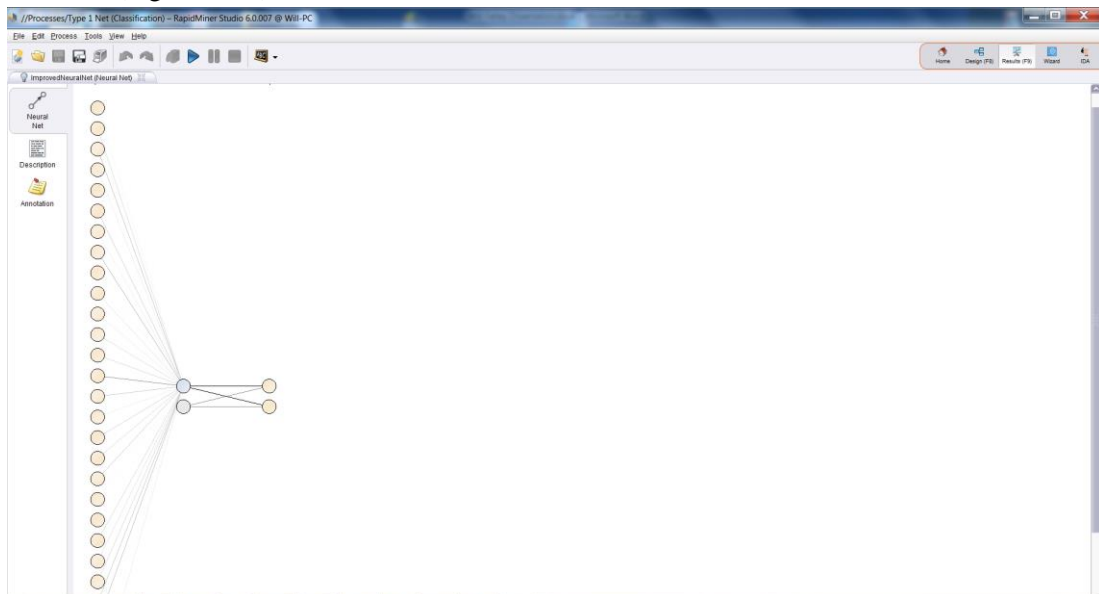 //Processes/Type 1 Net (Classification) – RapidMiner Studio 6.0.007 @ Will-PC
File Edit Process Tools View Help
Home Design (F8) Results (F9) Wizard IDA
ImprovedNeuralNet (Neural Net)
Neural
Net
Description
Annotation